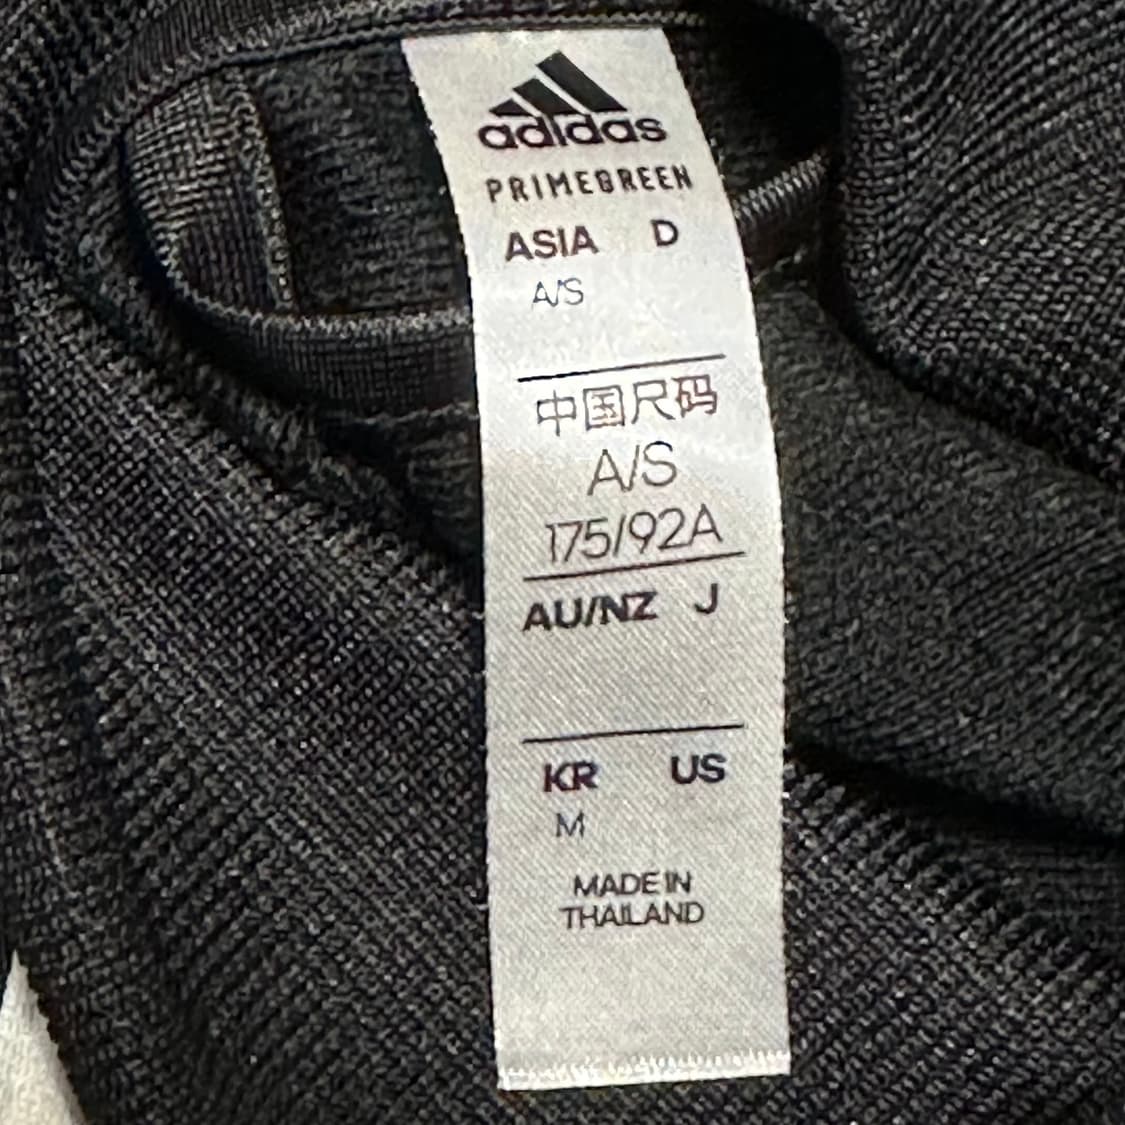 adidas
PRIMEGREEN
ASIA D
A/S
中国尺码
A/S
175/92A
AU/NZ J
KR US
M
MADE IN
THAILAND